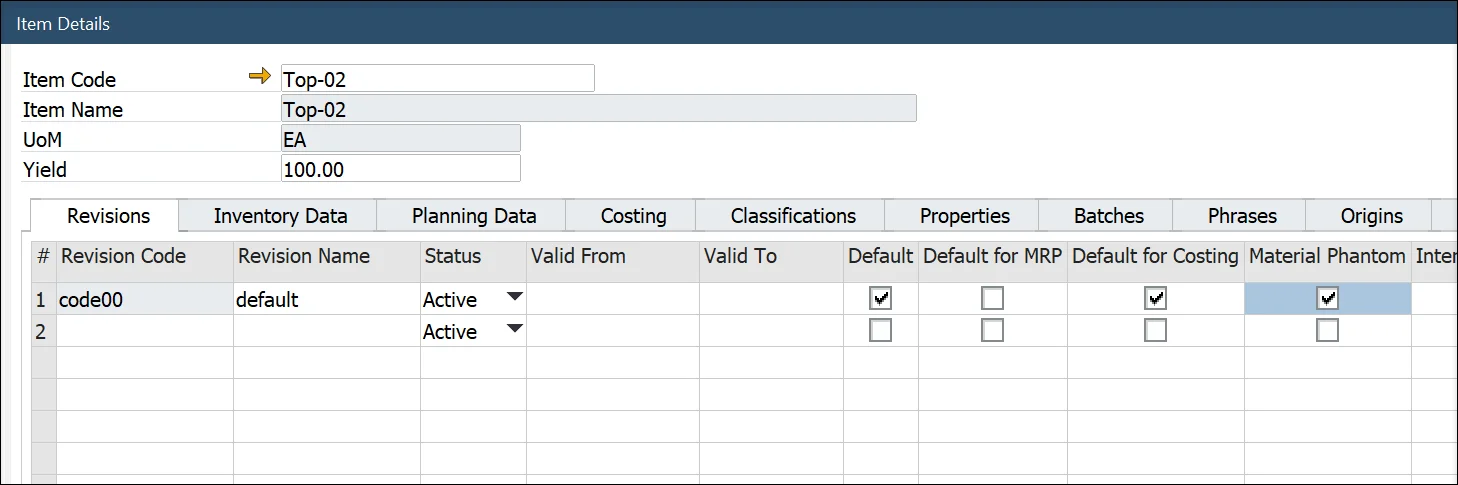 Item Details
Item Code Top-02
Item Name Top-02
UoM EA
Yield 100.00
Revisions Inventory Data Planning Data Costing Classifications Properties Batches Phrases Origins
# Revision Code Revision Name Status Valid From Valid To Default Default for MRP Default for Costing Material Phantom Inter
1 code00 default Active
2 Active